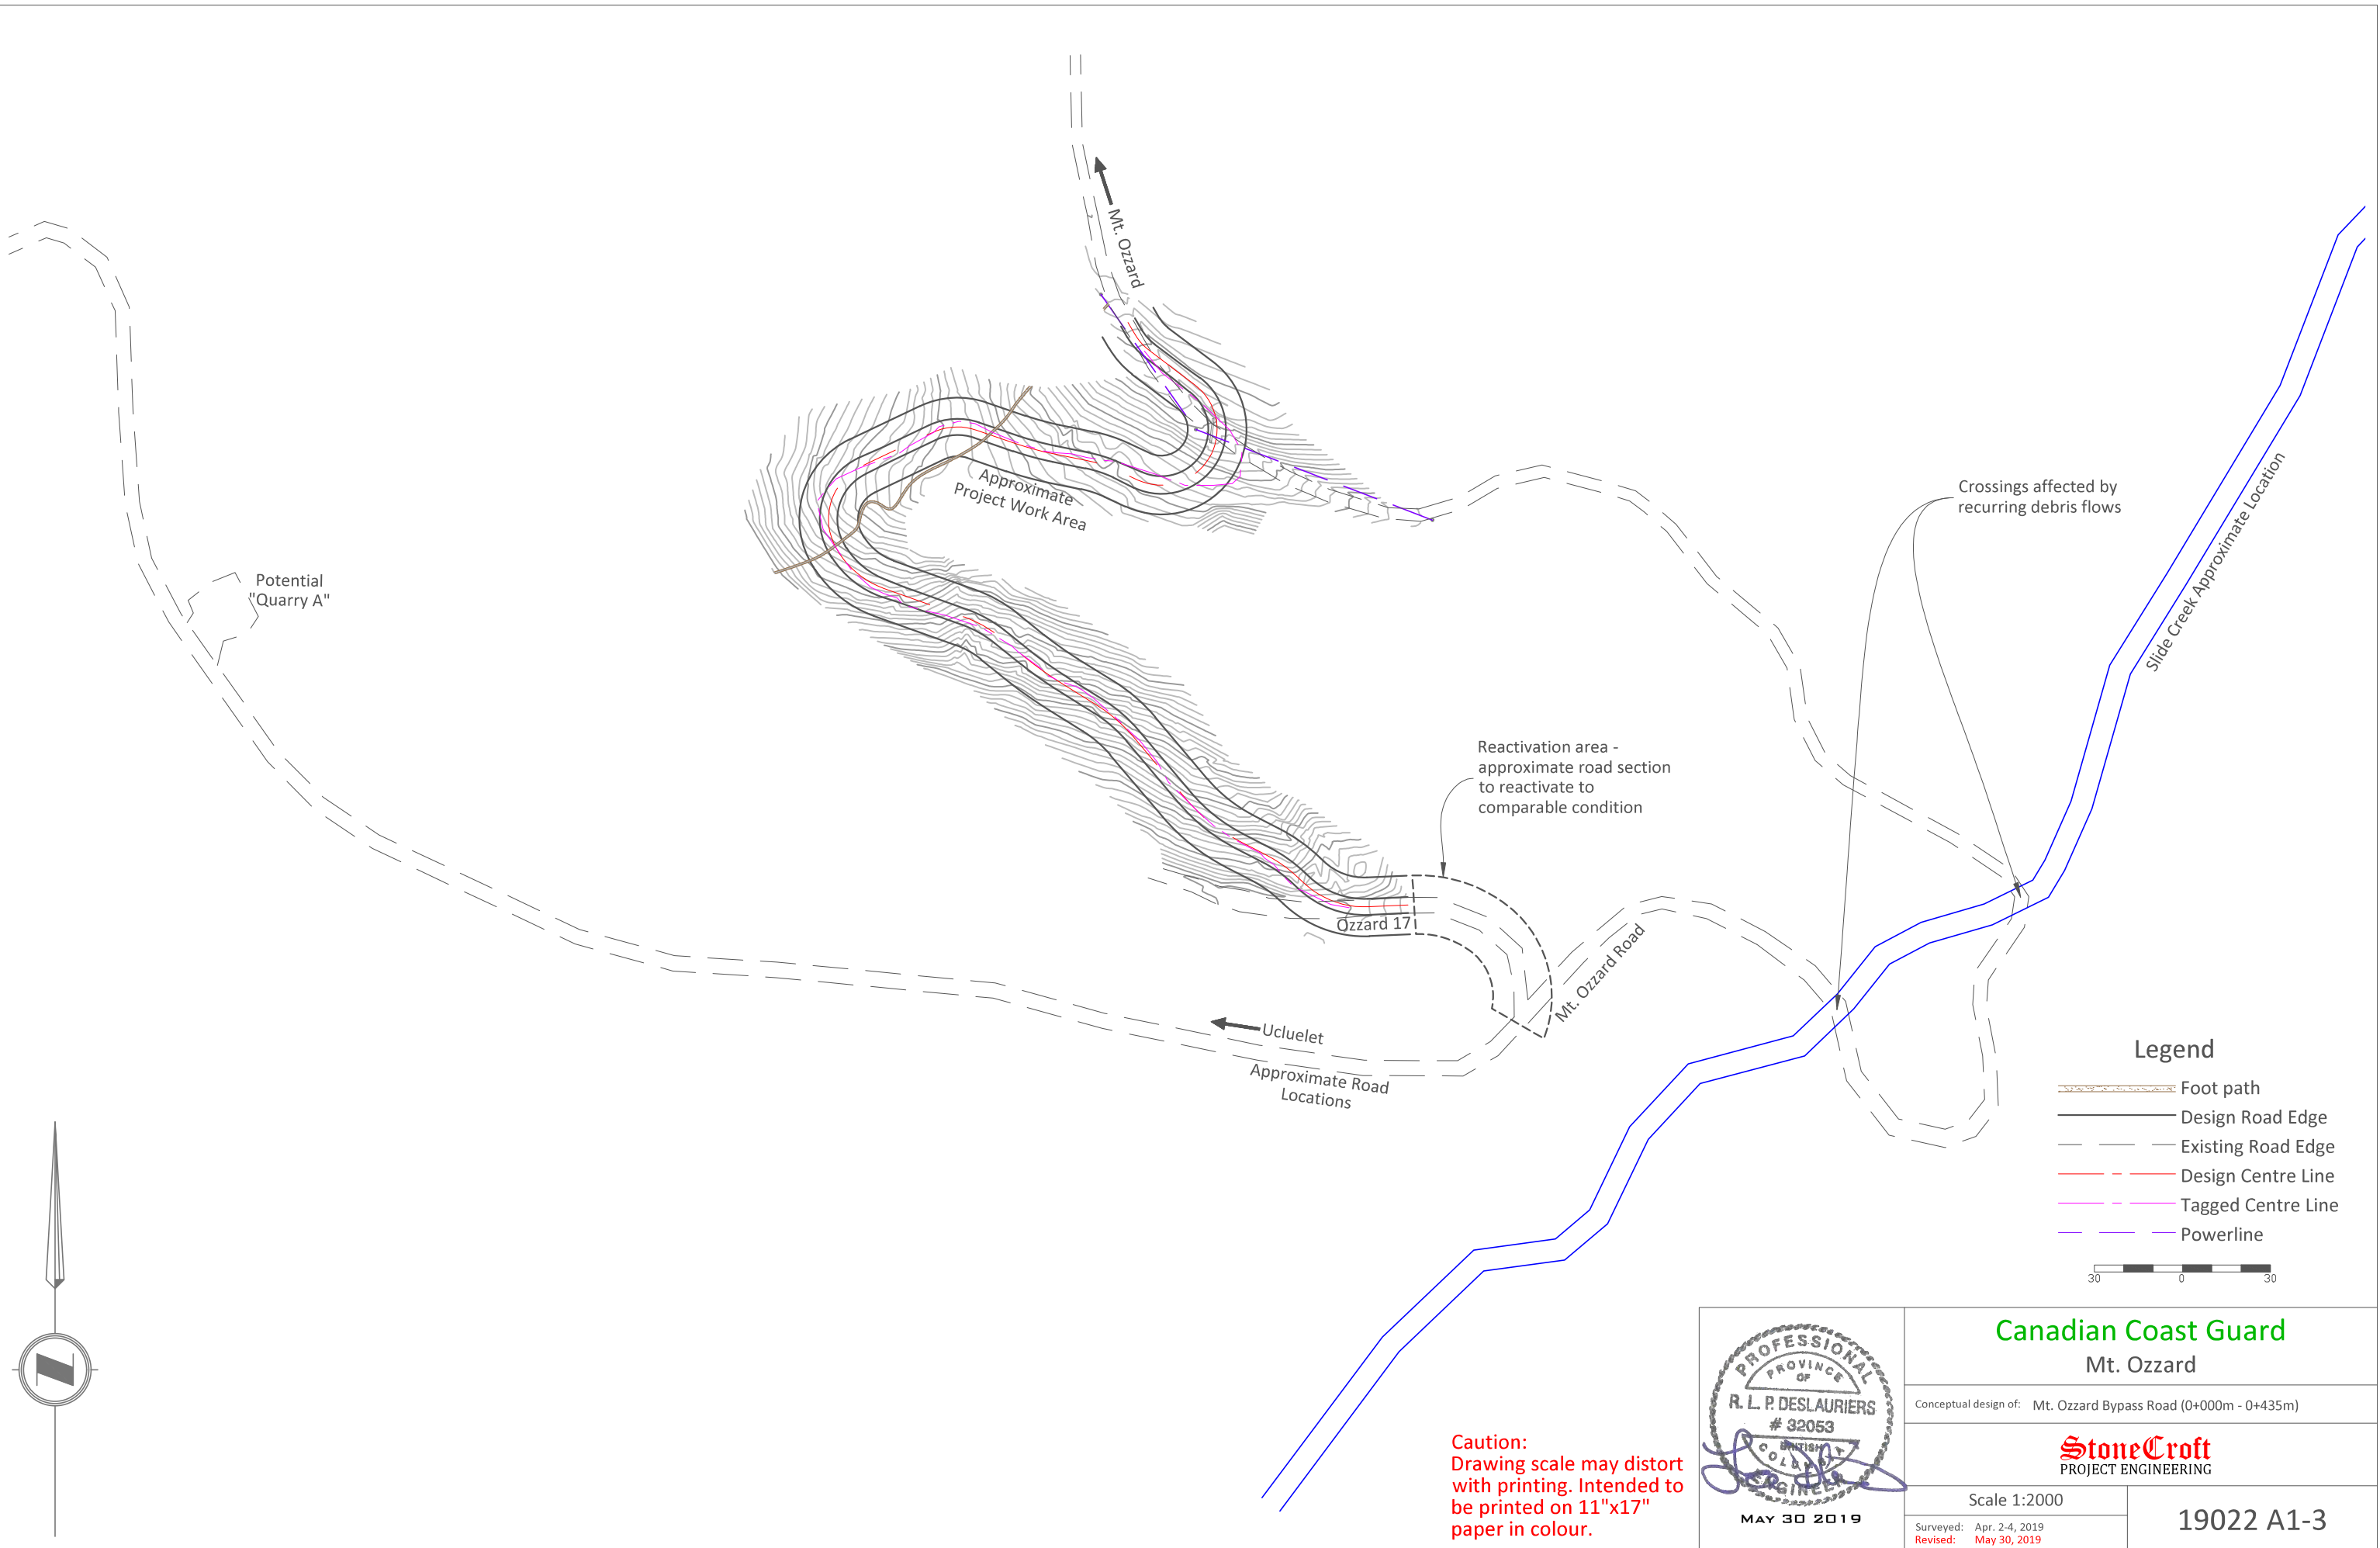 Mt. Ozzard
Approximate
Project Work Area
Potential
"Quarry A"
Crossings affected by
recurring debris flows
Slide Creek Approximate Location
Reactivation area -
approximate road section
to reactivate to
comparable condition
Ozzard 17
Mt. Ozzard Road
Ucluelet
Approximate Road
Locations
Legend
Foot path
Design Road Edge
Existing Road Edge
Design Centre Line
Tagged Centre Line
Powerline
30 0 30
Caution:
Drawing scale may distort
with printing. Intended to
be printed on 11"x17"
paper in colour.
PROFESSIONAL
PROVINCE
OF
R. L. P. DESLAURIERS
# 32053
BRITISH
COLUMBIA
ENGINEER
MAY 30 2019
Canadian Coast Guard
Mt. Ozzard
Conceptual design of: Mt. Ozzard Bypass Road (0+000m - 0+435m)
StoneCroft
PROJECT ENGINEERING
Scale 1:2000
Surveyed: Apr. 2-4, 2019
Revised: May 30, 2019
19022 A1-3